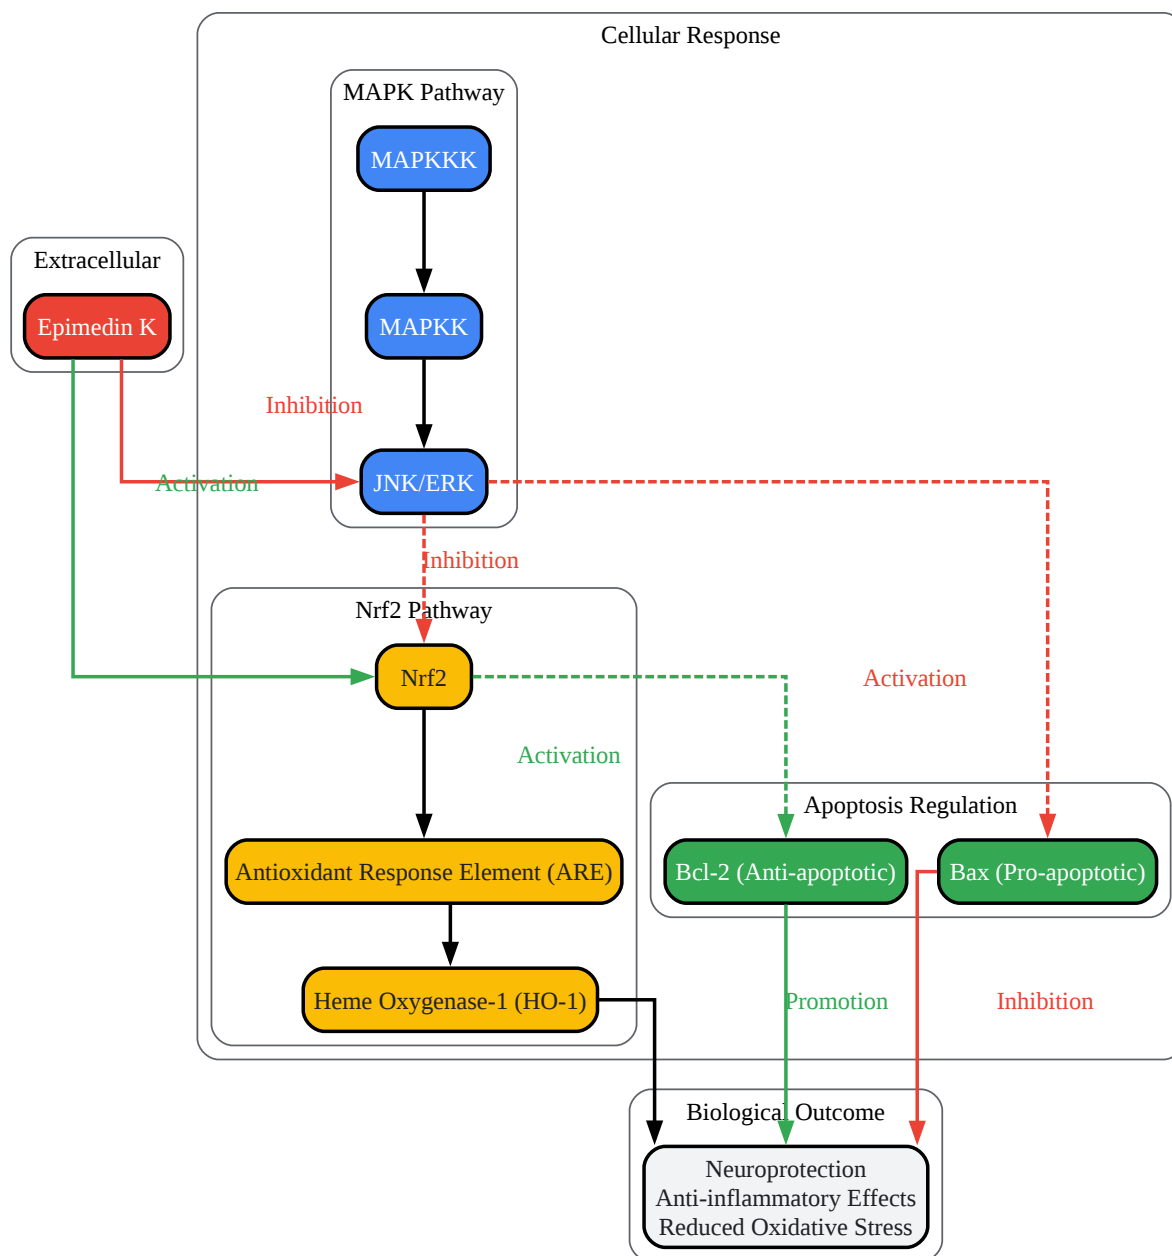 Cellular Response
MAPK Pathway
MAPKKK
Extracellular
Epimedin K
MAPKK
Inhibition
Activation
JNK/ERK
Inhibition
Nrf2 Pathway
Nrf2
Activation
Activation
Apoptosis Regulation
Antioxidant Response Element (ARE)
Bcl-2 (Anti-apoptotic)
Bax (Pro-apoptotic)
Heme Oxygenase-1 (HO-1)
Promotion
Inhibition
Biological Outcome
Neuroprotection
Anti-inflammatory Effects
Reduced Oxidative Stress